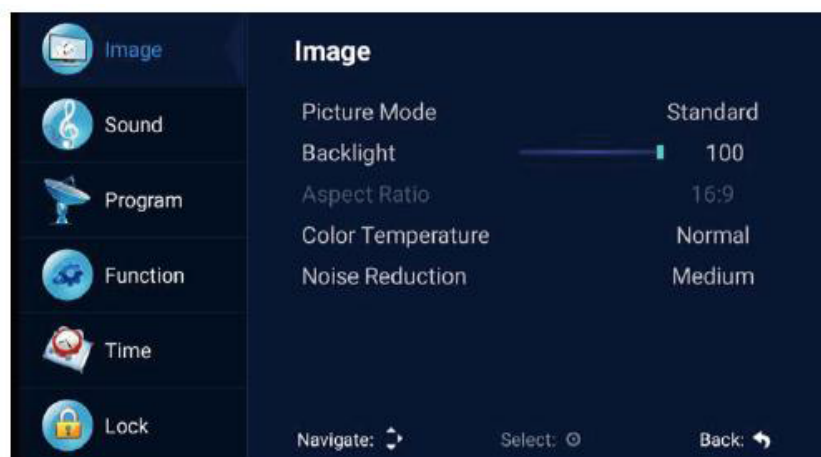 Image
Sound
Program
Function
Time
Lock
Image
Picture Mode Standard
Backlight 100
Aspect Ratio 16:9
Color Temperature Normal
Noise Reduction Medium
Navigate: Select: Back: